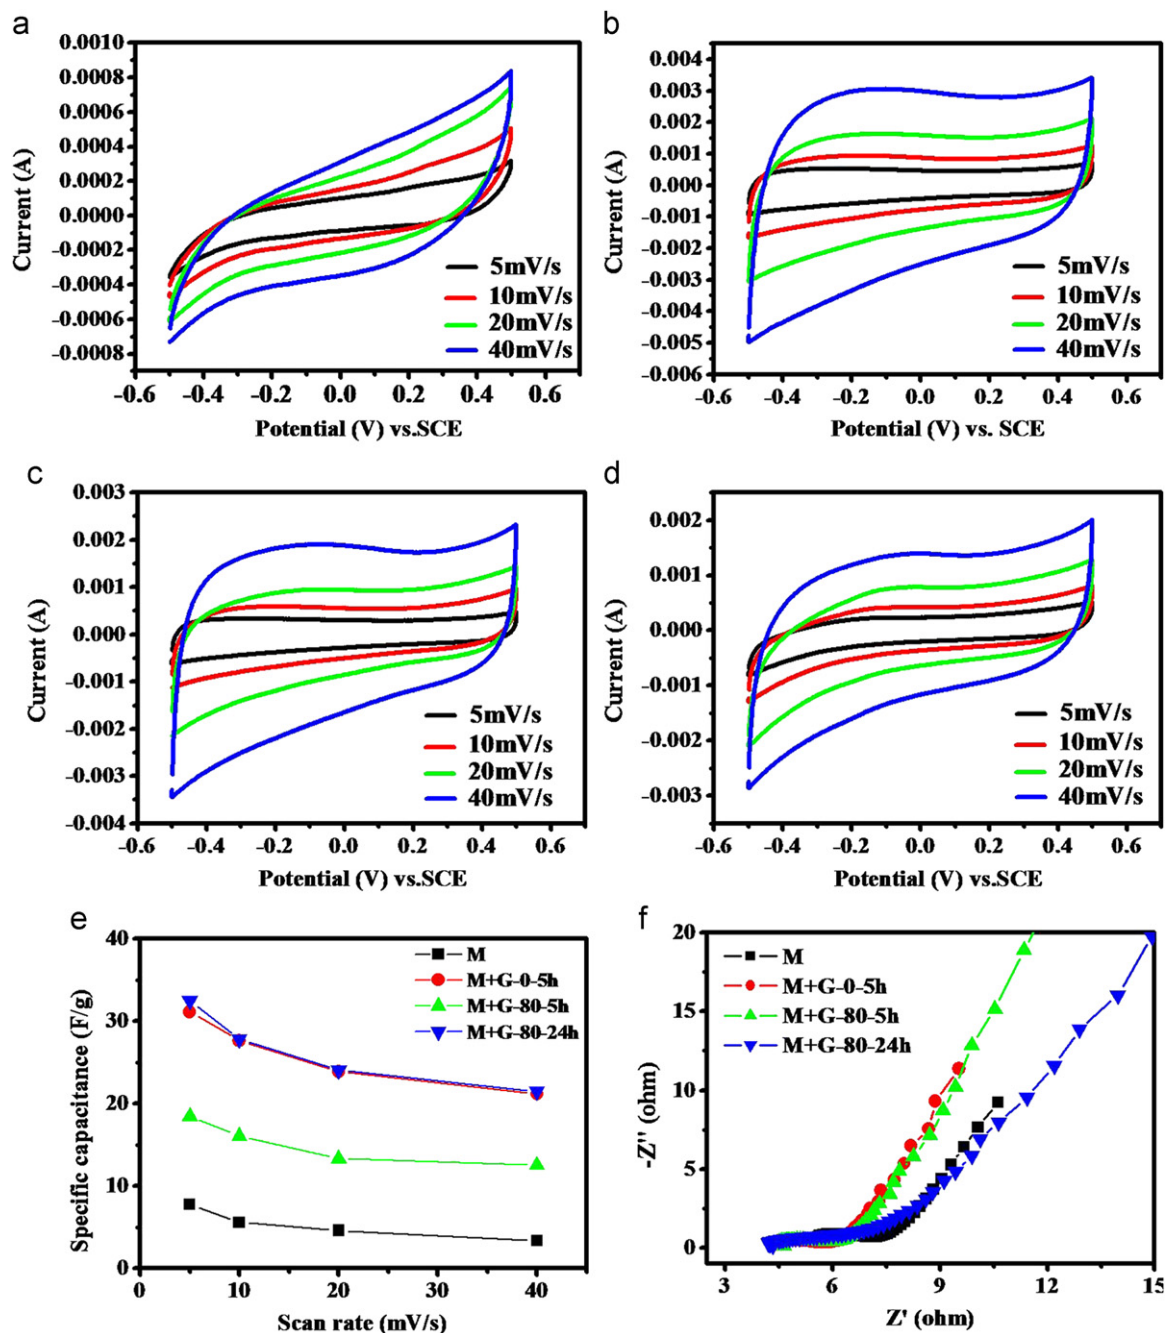 a
0.0010
0.0008
0.0006
0.0004
0.0002
0.0000
-0.0002
-0.0004
-0.0006
-0.0008
Current (A)
5mV/s
10mV/s
20mV/s
40mV/s
-0.6 -0.4 -0.2 0.0 0.2 0.4 0.6
Potential (V) vs.SCE
b
0.004
0.003
0.002
0.001
0.000
-0.001
-0.002
-0.003
-0.004
-0.005
-0.006
Current (A)
5mV/s
10mV/s
20mV/s
40mV/s
-0.6 -0.4 -0.2 0.0 0.2 0.4 0.6
Potential (V) vs. SCE
c
0.003
0.002
0.001
0.000
-0.001
-0.002
-0.003
-0.004
Current (A)
5mV/s
10mV/s
20mV/s
40mV/s
-0.6 -0.4 -0.2 0.0 0.2 0.4 0.6
Potential (V) vs.SCE
d
0.002
0.001
0.000
-0.001
-0.002
-0.003
Current (A)
5mV/s
10mV/s
20mV/s
40mV/s
-0.6 -0.4 -0.2 0.0 0.2 0.4 0.6
Potential (V) vs.SCE
e
40
30
20
10
0
Specific capacitance (F/g)
M
M+G-0-5h
M+G-80-5h
M+G-80-24h
0 10 20 30 40
Scan rate (mV/s)
f
20
15
10
5
0
-Z'' (ohm)
M
M+G-0-5h
M+G-80-5h
M+G-80-24h
3 6 9 12 15
Z' (ohm)